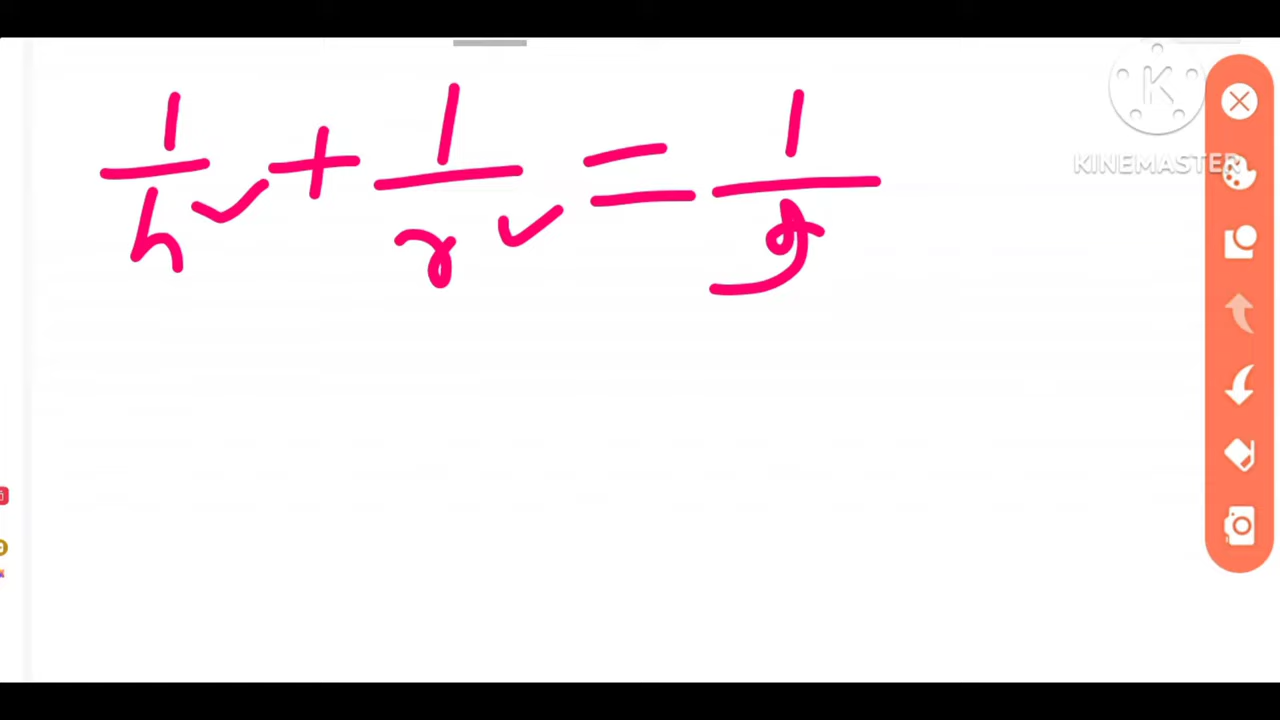 1/h + 1/r = 1/g
KINEMASTER